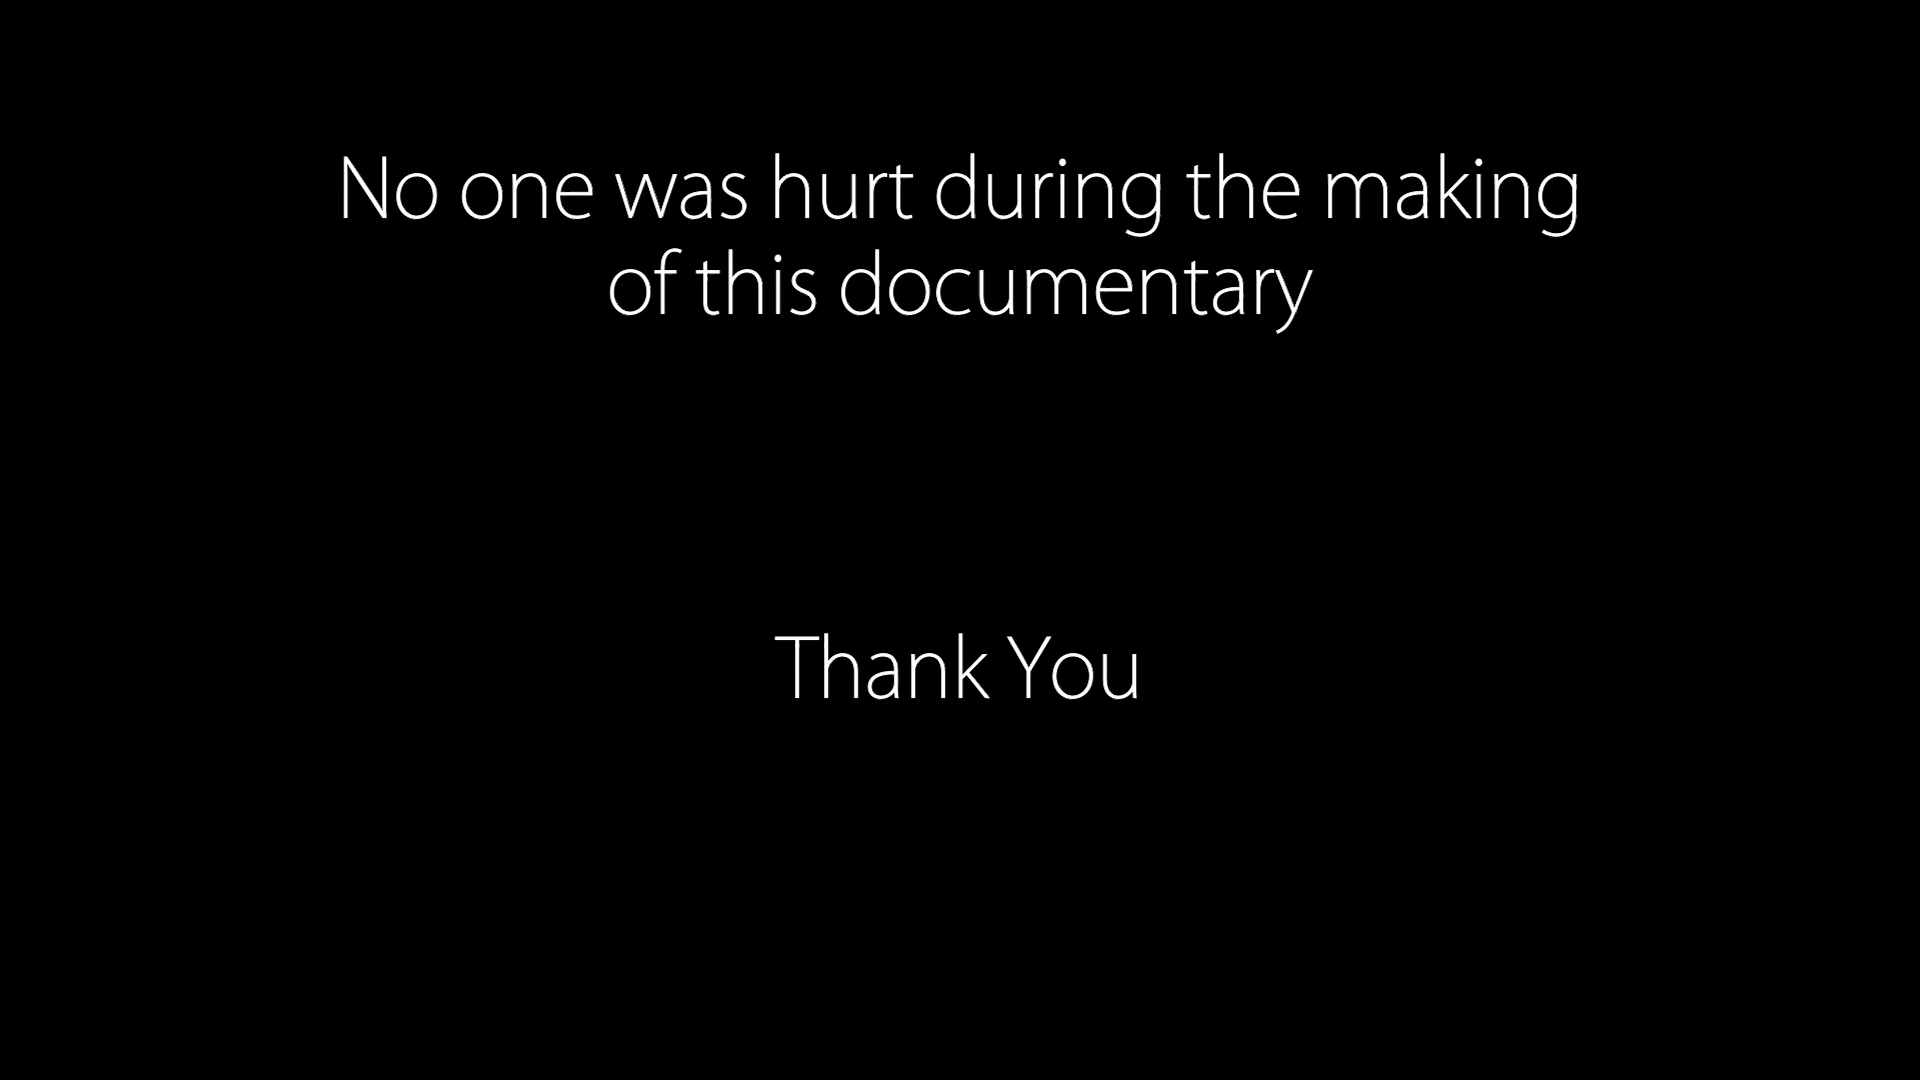 No one was hurt during the making
of this documentary
Thank You